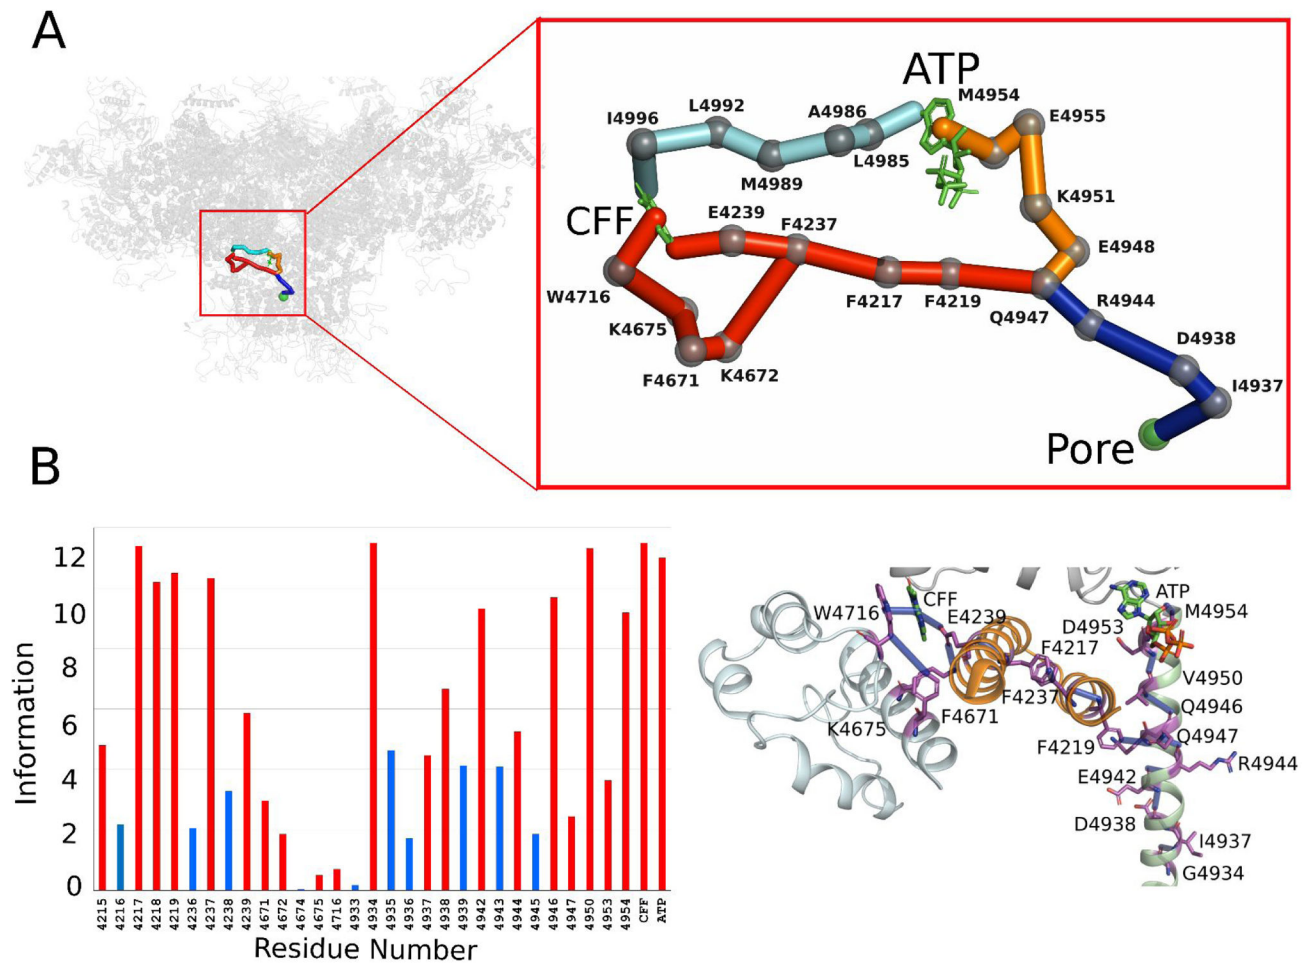 A
ATP
M4954
E4955
L4992
A4986
I4996
L4985
M4989
K4951
CFF
E4239
F4237
E4948
W4716
F4217
F4219
R4944
Q4947
K4675
D4938
F4671
K4672
I4937
Pore
B
12
10
8
6
4
2
0
Information
4215 4216 4217 4218 4219 4236 4237 4238 4239 4671 4672 4674 4675 4716 4933 4934 4935 4936 4937 4938 4939 4942 4943 4944 4945 4946 4947 4950 4953 4954 CFF ATP
Residue Number
CFF
ATP
W4716
E4239
M4954
D4953
F4217
V4950
F4237
Q4946
F4671
K4675
Q4947
F4219
R4944
E4942
D4938
I4937
G4934